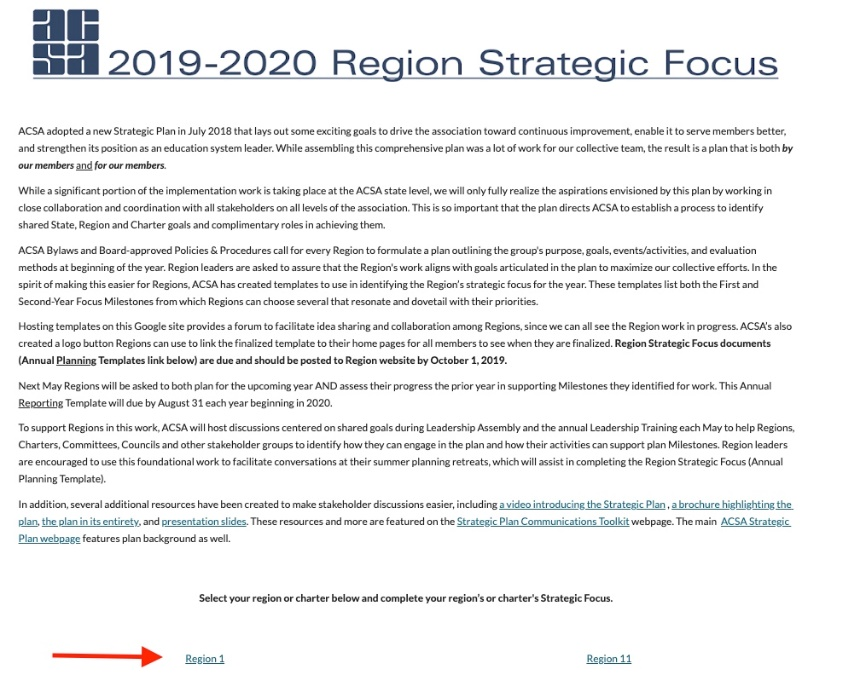 acsa 2019-2020 Region Strategic Focus
ACSA adopted a new Strategic Plan in July 2018 that lays out some exciting goals to drive the association toward continuous improvement, enable it to serve members better,
and strengthen its position as an education system leader. While assembling this comprehensive plan was a lot of work for our collective team, the result is a plan that is both by
our members and for our members.
While a significant portion of the implementation work is taking place at the ACSA state level, we will only fully realize the aspirations envisioned by this plan by working in
close collaboration and coordination with all stakeholders on all levels of the association. This is so important that the plan directs ACSA to establish a process to identify
shared State, Region and Charter goals and complimentary roles in achieving them.
ACSA Bylaws and Board-approved Policies & Procedures call for every Region to formulate a plan outlining the group's purpose, goals, events/activities, and evaluation
methods at beginning of the year. Region leaders are asked to assure that the Region's work aligns with goals articulated in the plan to maximize our collective efforts. In the
spirit of making this easier for Regions, ACSA has created templates to use in identifying the Region's strategic focus for the year. These templates list both the First and
Second-Year Focus Milestones from which Regions can choose several that resonate and dovetail with their priorities.
Hosting templates on this Google site provides a forum to facilitate idea sharing and collaboration among Regions, since we can all see the Region work in progress. ACSA's also
created a logo button Regions can use to link the finalized template to their home pages for all members to see when they are finalized. Region Strategic Focus documents
(Annual Planning Templates link below) are due and should be posted to Region website by October 1, 2019.
Next May Regions will be asked to both plan for the upcoming year AND assess their progress the prior year in supporting Milestones they identified for work. This Annual
Reporting Template will due by August 31 each year beginning in 2020.
To support Regions in this work, ACSA will host discussions centered on shared goals during Leadership Assembly and the annual Leadership Training each May to help Regions,
Charters, Committees, Councils and other stakeholder groups to identify how they can engage in the plan and how their activities can support plan Milestones. Region leaders
are encouraged to use this foundational work to facilitate conversations at their summer planning retreats, which will assist in completing the Region Strategic Focus (Annual
Planning Template).
In addition, several additional resources have been created to make stakeholder discussions easier, including a video introducing the Strategic Plan , a brochure highlighting the
plan, the plan in its entirety, and presentation slides. These resources and more are featured on the Strategic Plan Communications Toolkit webpage. The main ACSA Strategic
Plan webpage features plan background as well.
Select your region or charter below and complete your region's or charter's Strategic Focus.
Region 1 Region 11